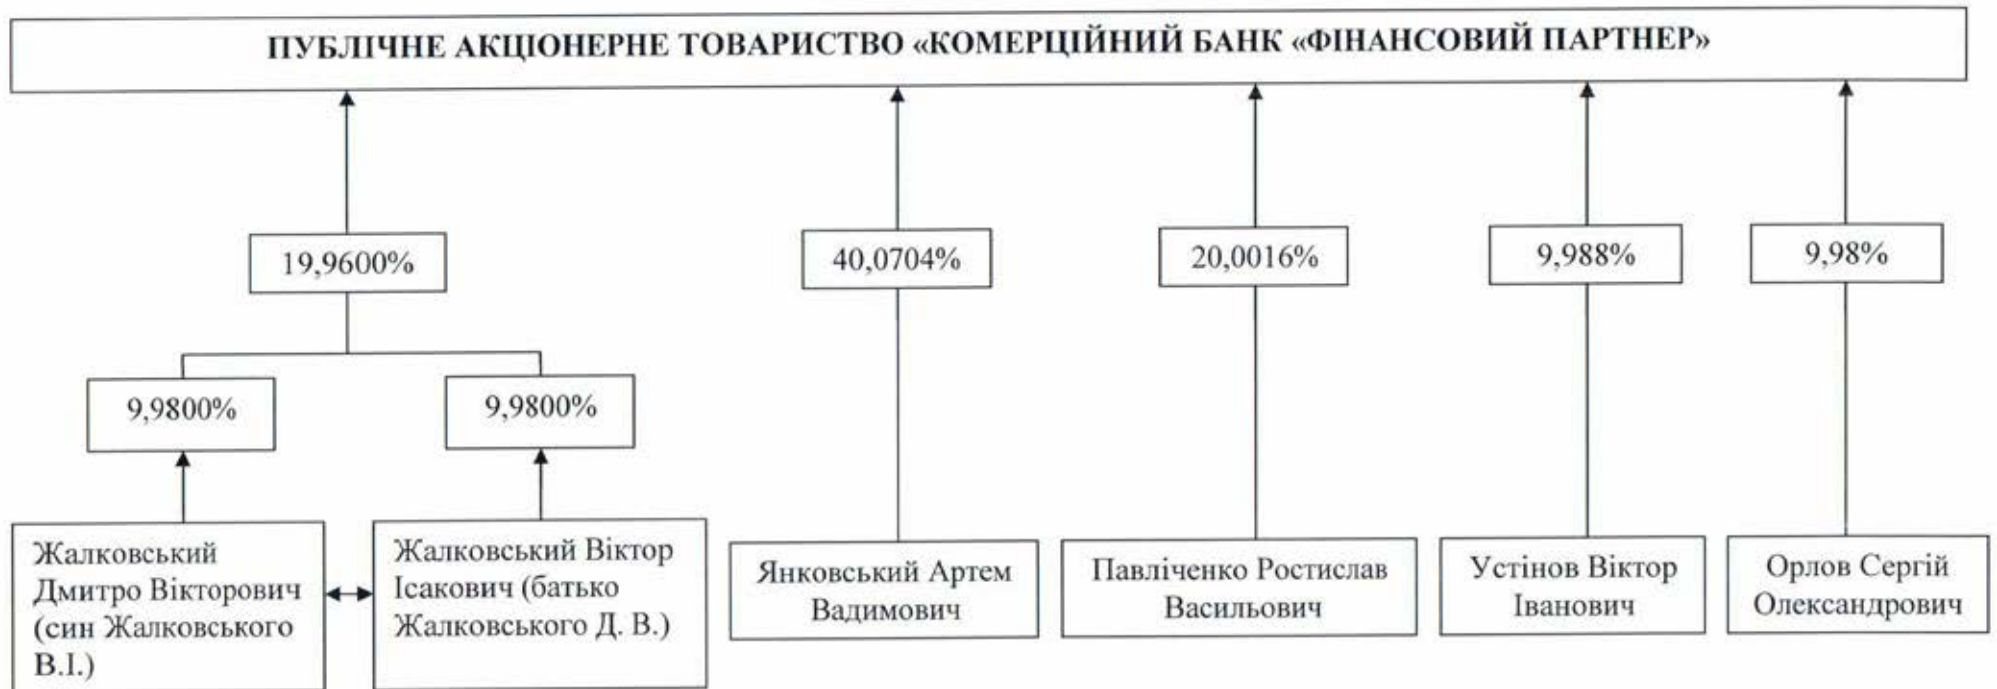 ПУБЛІЧНЕ АКЦІОНЕРНЕ ТОВАРИСТВО «КОМЕРЦІЙНИЙ БАНК «ФІНАНСОВИЙ ПАРТНЕР»
19,9600%
40,0704%
20,0016%
9,988%
9,98%
9,9800%
9,9800%
Жалковський
Дмитро Вікторович
(син Жалковського
В.І.)
Жалковський Віктор
Ісакович (батько
Жалковського Д. В.)
Янковський Артем
Вадимович
Павліченко Ростислав
Васильович
Устінов Віктор
Іванович
Орлов Сергій
Олександрович